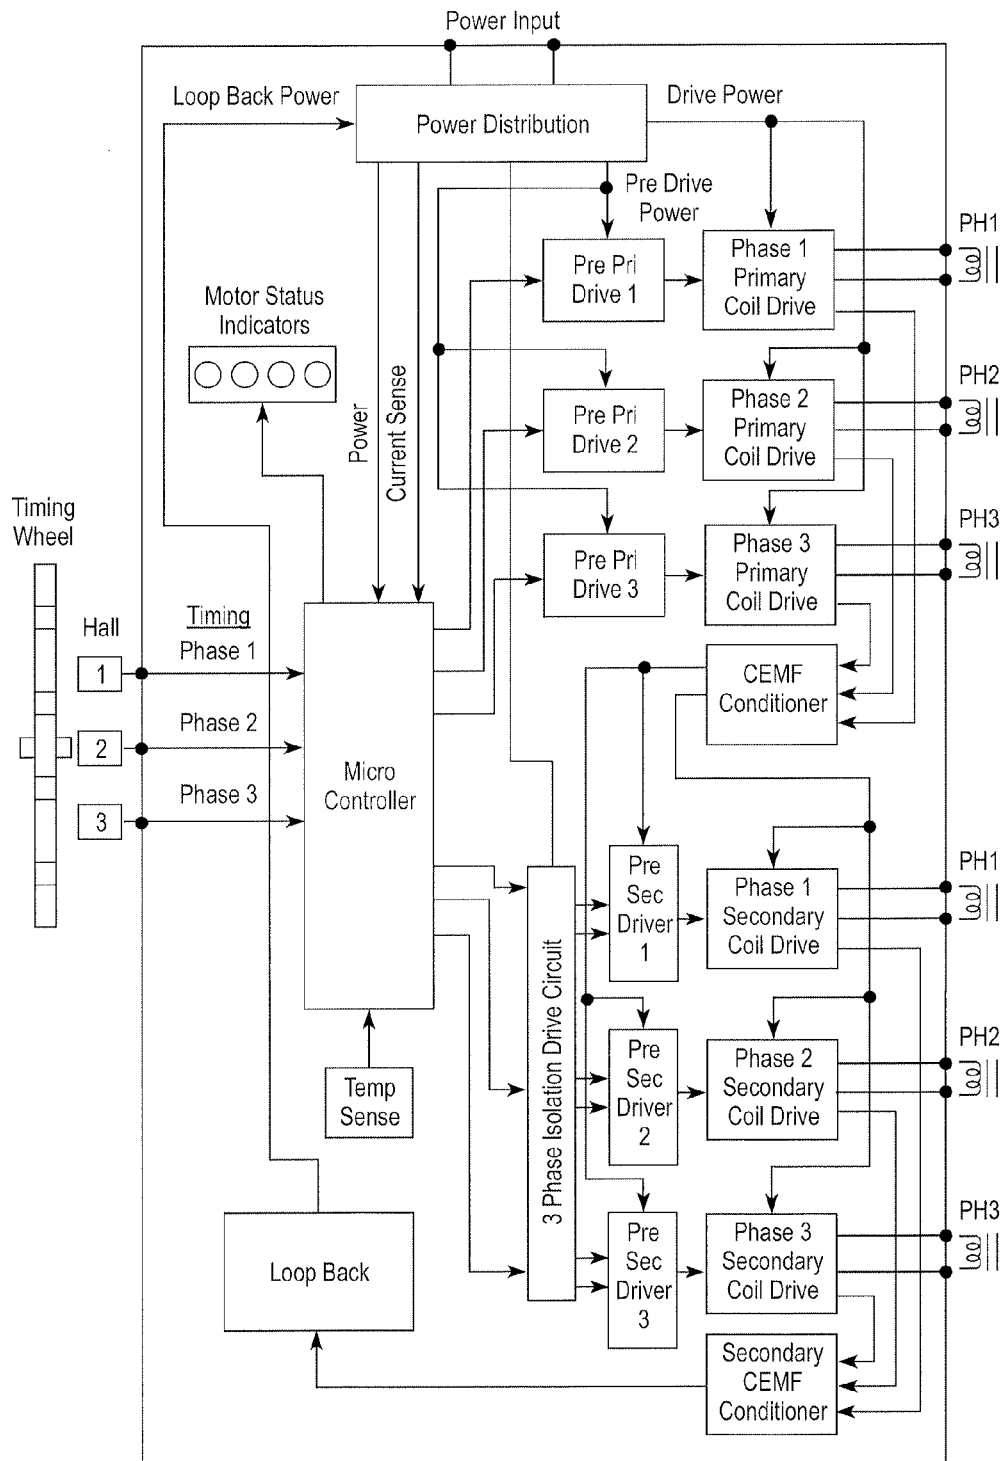 Power Input
Loop Back Power
Drive Power
Power Distribution
Pre Drive
Power
PH1
Phase 1
Primary
Coil Drive
Pre Pri
Drive 1
Motor Status
Indicators
PH2
Phase 2
Primary
Coil Drive
Pre Pri
Drive 2
Power
Current Sense
Timing
Wheel
PH3
Phase 3
Primary
Coil Drive
Pre Pri
Drive 3
Hall
Timing
1
Phase 1
CEMF
Conditioner
2
Phase 2
Micro
Controller
3
Phase 3
PH1
Pre
Sec
Driver
1
Phase 1
Secondary
Coil Drive
3 Phase Isolation Drive Circuit
PH2
Pre
Sec
Driver
2
Phase 2
Secondary
Coil Drive
Temp
Sense
PH3
Pre
Sec
Driver
3
Phase 3
Secondary
Coil Drive
Loop Back
Secondary
CEMF
Conditioner